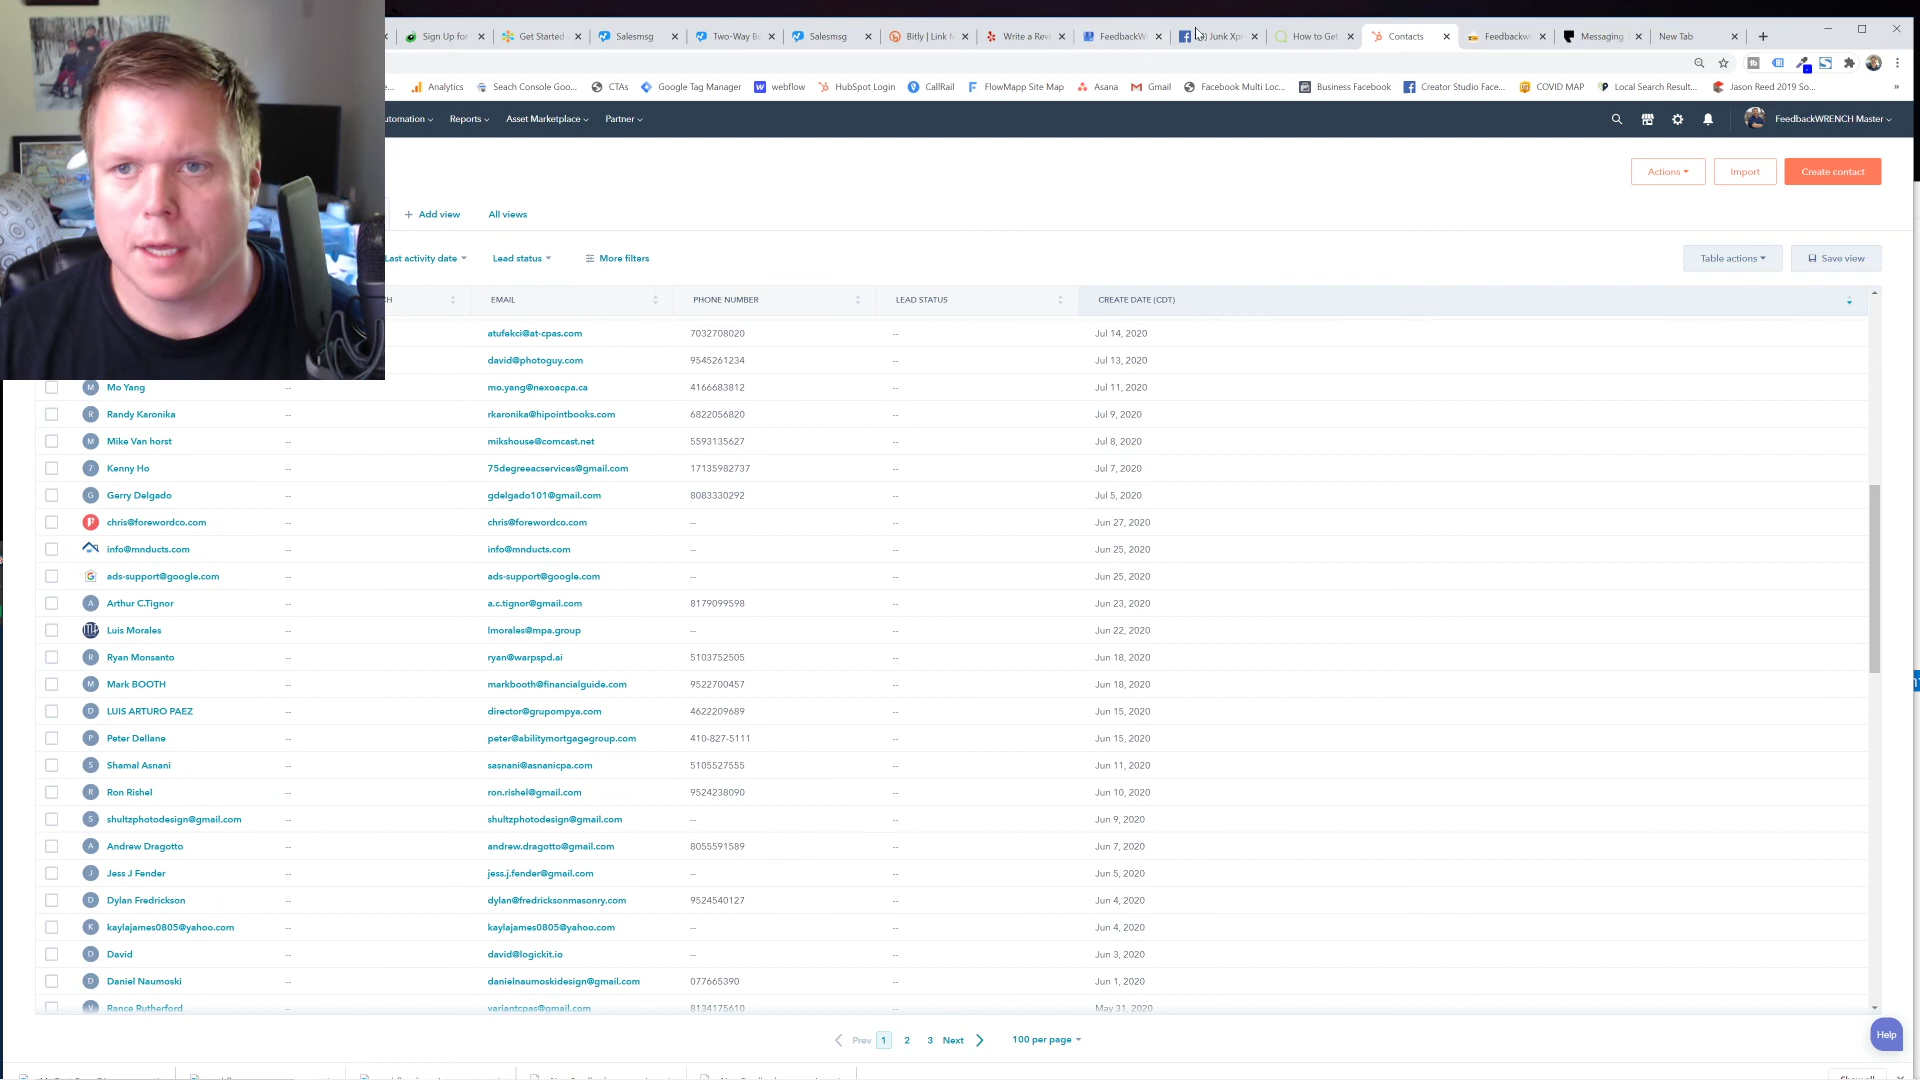 Sign Up for Get Started Salesmsg Two-Way Bu Salesmsg Bitly | Link M Write a Revi FeedbackW Junk Xpr How to Get Contacts Feedbackwr Messaging New Tab
Analytics Seach Console Goo... CTAs Google Tag Manager webflow HubSpot Login CallRail FlowMapp Site Map Asana Gmail Facebook Multi Loc... Business Facebook Creator Studio Face... COVID MAP Local Search Result... Jason Reed 2019 So... »
utomation Reports Asset Marketplace Partner FeedbackWRENCH Master
Actions Import Create contact
+ Add view All views
Last activity date Lead status More filters Table actions Save view
CH EMAIL PHONE NUMBER LEAD STATUS CREATE DATE (CDT)
atufekci@at-cpas.com 7032708020 -- Jul 14, 2020
david@photoguy.com 9545261234 -- Jul 13, 2020
M Mo Yang -- mo.yang@nexoacpa.ca 4166683812 -- Jul 11, 2020
R Randy Karonika -- rkaronika@hipointbooks.com 6822056820 -- Jul 9, 2020
M Mike Van horst -- mikshouse@comcast.net 5593135627 -- Jul 8, 2020
7 Kenny Ho -- 75degreeacservices@gmail.com 17135982737 -- Jul 7, 2020
G Gerry Delgado -- gdelgado101@gmail.com 8083330292 -- Jul 5, 2020
chris@forewordco.com -- chris@forewordco.com -- -- Jun 27, 2020
info@mnducts.com -- info@mnducts.com -- -- Jun 25, 2020
G ads-support@google.com -- ads-support@google.com -- -- Jun 25, 2020
A Arthur C.Tignor -- a.c.tignor@gmail.com 8179099598 -- Jun 23, 2020
Luis Morales -- lmorales@mpa.group -- -- Jun 22, 2020
R Ryan Monsanto -- ryan@warpspd.ai 5103752505 -- Jun 18, 2020
M Mark BOOTH -- markbooth@financialguide.com 9522700457 -- Jun 18, 2020
D LUIS ARTURO PAEZ -- director@grupompya.com 4622209689 -- Jun 15, 2020
P Peter Dellane -- peter@abilitymortgagegroup.com 410-827-5111 -- Jun 15, 2020
S Shamal Asnani -- sasnani@asnanicpa.com 5105527555 -- Jun 11, 2020
R Ron Rishel -- ron.rishel@gmail.com 9524238090 -- Jun 10, 2020
S shultzphotodesign@gmail.com -- shultzphotodesign@gmail.com -- -- Jun 9, 2020
A Andrew Dragotto -- andrew.dragotto@gmail.com 8055591589 -- Jun 7, 2020
J Jess J Fender -- jess.j.fender@gmail.com -- -- Jun 5, 2020
D Dylan Fredrickson -- dylan@fredricksonmasonry.com 9524540127 -- Jun 4, 2020
K kaylajames0805@yahoo.com -- kaylajames0805@yahoo.com -- -- Jun 4, 2020
D David -- david@logickit.io -- -- Jun 3, 2020
D Daniel Naumoski -- danielnaumoskidesign@gmail.com 077665390 -- Jun 1, 2020
V Rance Rutherford -- variantcpas@gmail.com 8134175610 -- May 31, 2020
Prev 1 2 3 Next 100 per page
Help